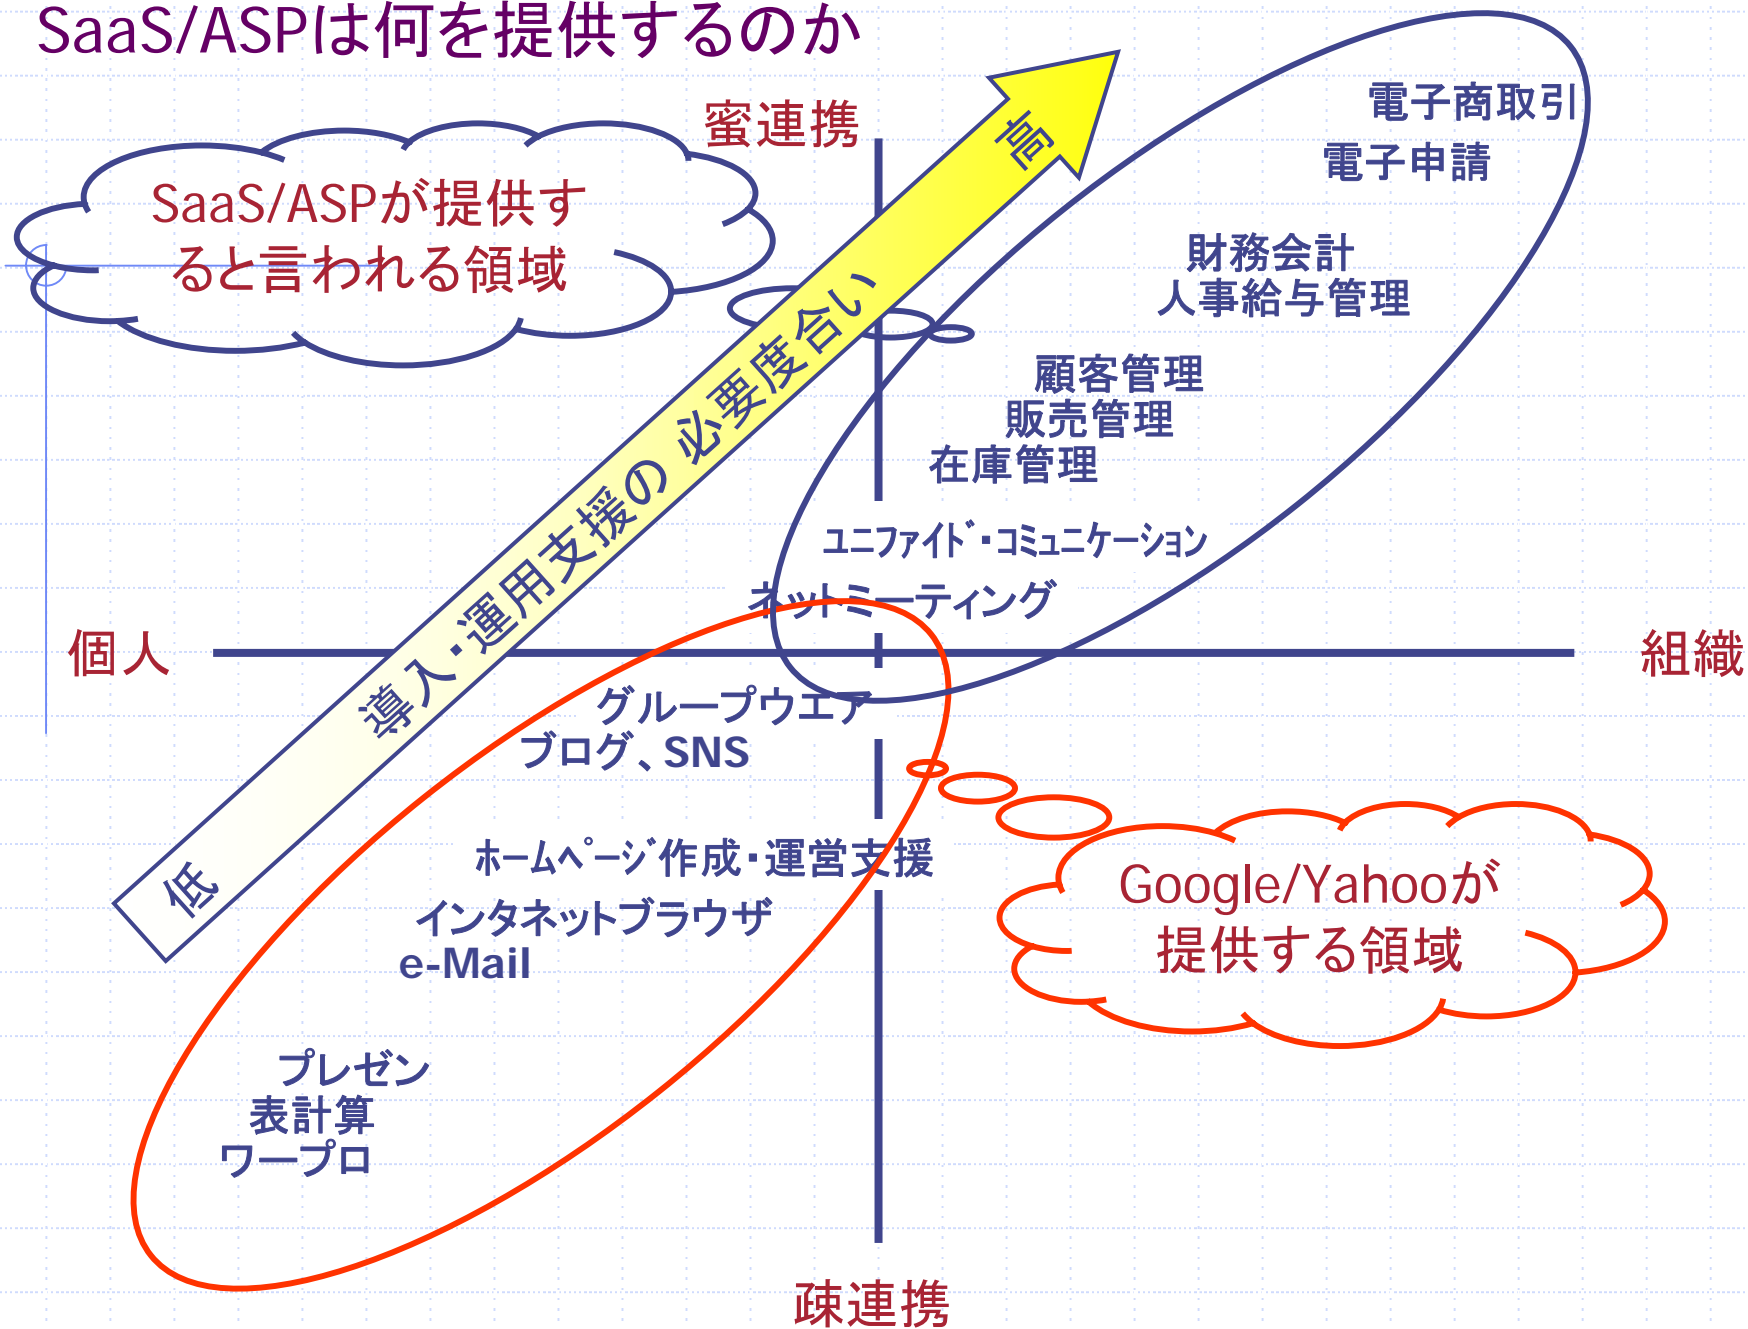 SaaS/ASPは何を提供するのか
蜜連携
高
電子商取引
電子申請
SaaS/ASPが提供す
ると言われる領域
財務会計
人事給与管理
顧客管理
販売管理
在庫管理
導入・運用支援の 必要度合い
ユニファイド・コミュニケーション
ネットミーティング
個人
組織
グループウエア
ブログ、SNS
低
ホームページ作成・運営支援
インタネットブラウザ
e-Mail
Google/Yahooが
提供する領域
プレゼン
表計算
ワープロ
疎連携